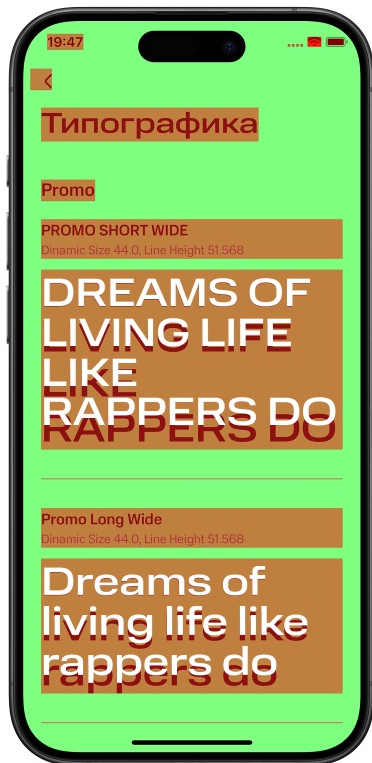 19:47
Типографика
Promo
PROMO SHORT WIDE
Dinamic Size 44.0, Line Height 51.568
DREAMS OF
LIVING LIFE
LIKE
RAPPERS DO
Promo Long Wide
Dinamic Size 44.0, Line Height 51.568
Dreams of
living life like
rappers do